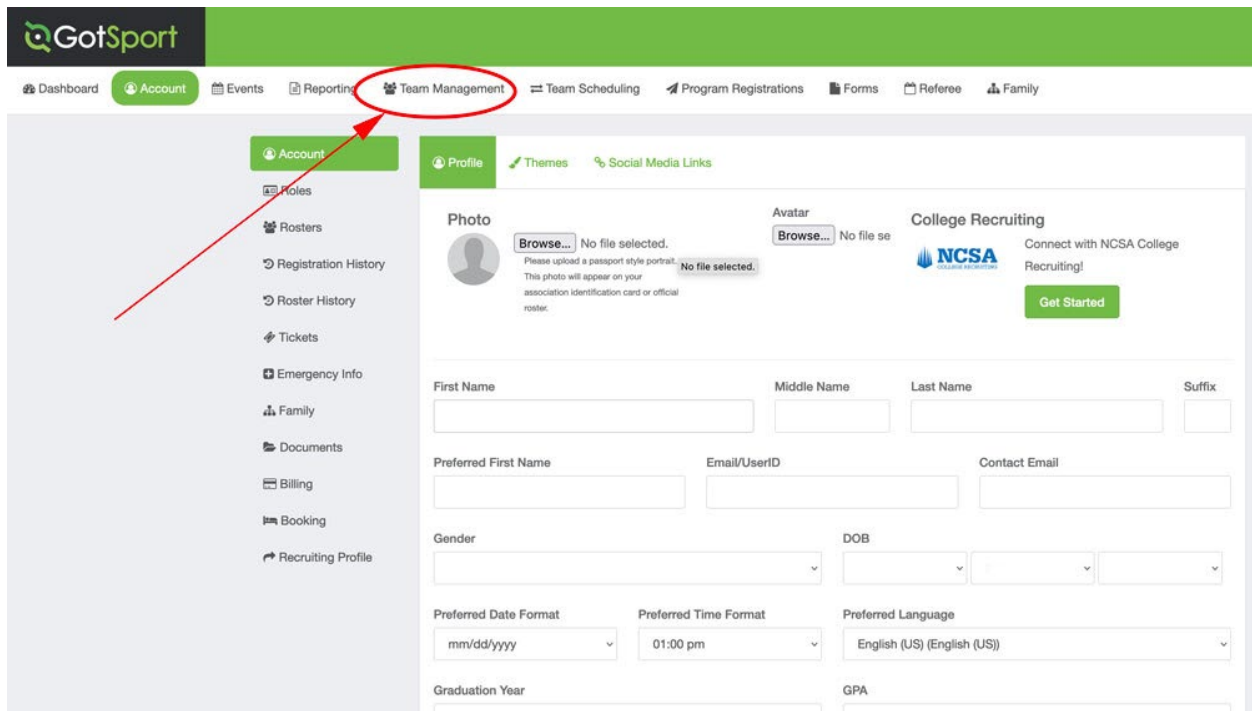 GotSport
Dashboard Account Events Reporting Team Management Team Scheduling Program Registrations Forms Referee Family
Account
Roles
Rosters
Registration History
Roster History
Tickets
Emergency Info
Family
Documents
Billing
Booking
Recruiting Profile
Profile Themes Social Media Links
Photo
Browse... No file selected.
Please upload a passport style portrait.
This photo will appear on your
association identification card or official
roster.
No file selected.
Avatar
Browse... No file se
College Recruiting
NCSA
COLLEGE RECRUITING
Connect with NCSA College
Recruiting!
Get Started
First Name Middle Name Last Name Suffix
Preferred First Name Email/UserID Contact Email
Gender DOB
Preferred Date Format Preferred Time Format Preferred Language
mm/dd/yyyy 01:00 pm English (US) (English (US))
Graduation Year GPA